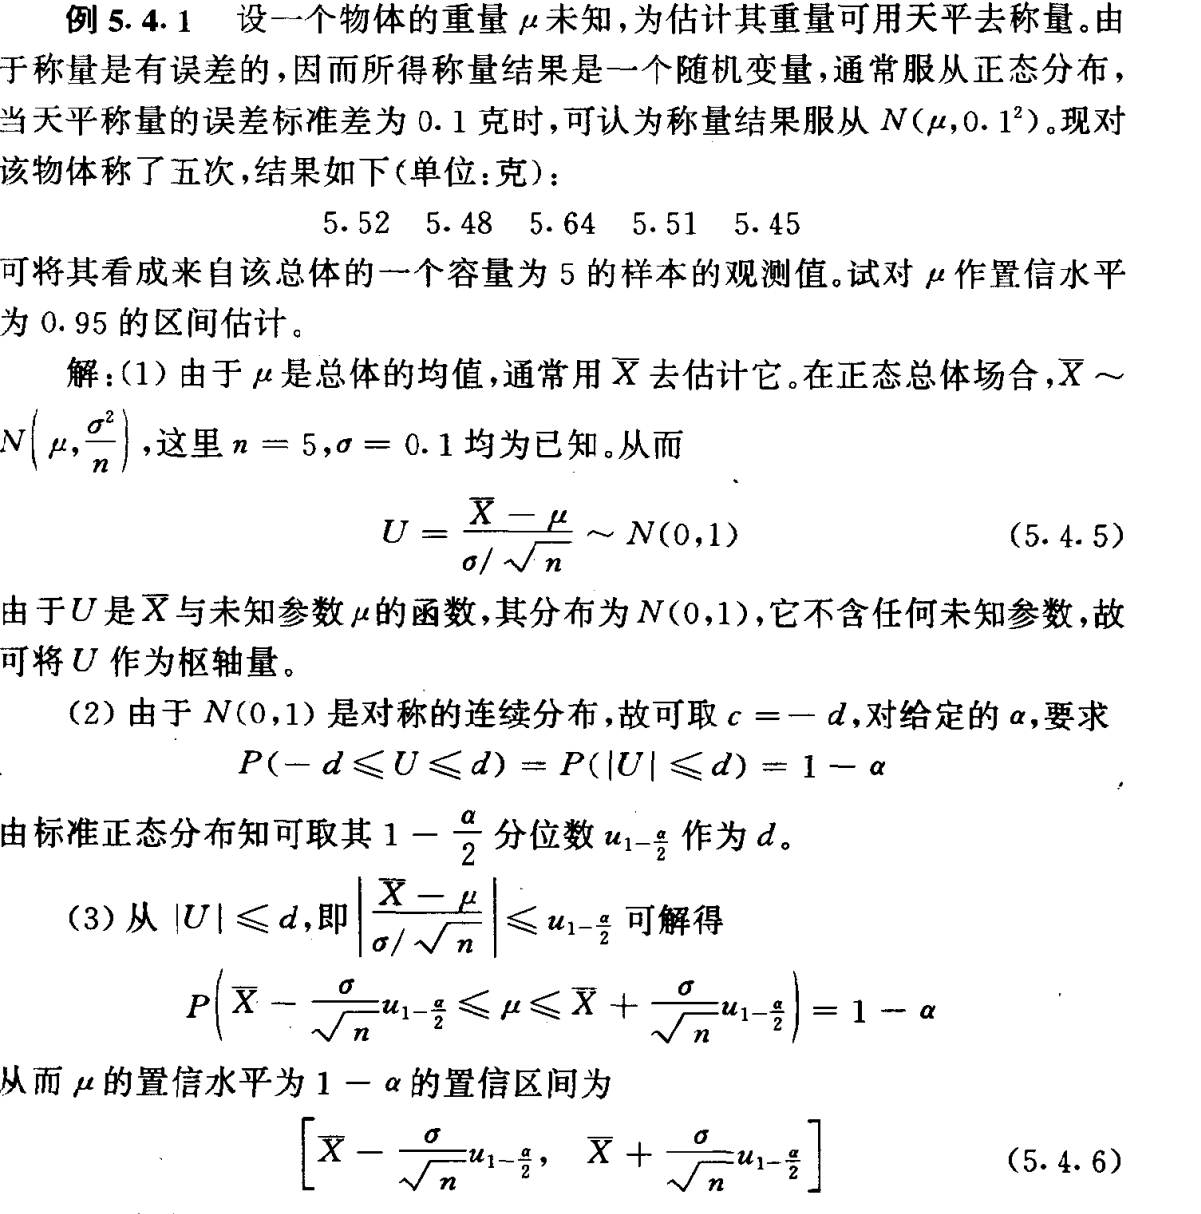 例 5.4.1 设一个物体的重量 μ 未知,为估计其重量可用天平去称量。由
于称量是有误差的,因而所得称量结果是一个随机变量,通常服从正态分布,
当天平称量的误差标准差为 0.1 克时,可认为称量结果服从 N(μ,0.1²)。现对
该物体称了五次,结果如下(单位:克):
5.52 5.48 5.64 5.51 5.45
可将其看成来自该总体的一个容量为 5 的样本的观测值。试对 μ 作置信水平
为 0.95 的区间估计。
解:(1) 由于 μ 是总体的均值,通常用 X̄ 去估计它。在正态总体场合,X̄ ~
N(μ, σ²/n),这里 n = 5,σ = 0.1 均为已知。从而
U = (X̄ − μ)/(σ/√n) ~ N(0,1) (5.4.5)
由于U 是X̄ 与未知参数 μ的函数,其分布为N(0,1),它不含任何未知参数,故
可将U 作为枢轴量。
(2) 由于 N(0,1) 是对称的连续分布,故可取 c = − d,对给定的 α,要求
P(− d ≤ U ≤ d) = P(|U| ≤ d) = 1 − α
由标准正态分布知可取其 1 − α/2 分位数 u_{1−α/2} 作为 d。
(3) 从 |U| ≤ d,即 |(X̄ − μ)/(σ/√n)| ≤ u_{1−α/2} 可解得
P(X̄ − σ/√n u_{1−α/2} ≤ μ ≤ X̄ + σ/√n u_{1−α/2}) = 1 − α
从而 μ 的置信水平为 1 − α 的置信区间为
[X̄ − σ/√n u_{1−α/2}, X̄ + σ/√n u_{1−α/2}] (5.4.6)